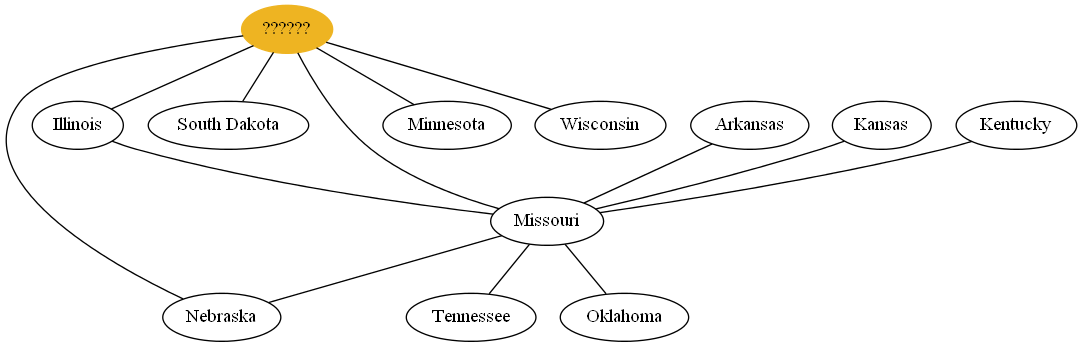 ??????
Illinois
South Dakota
Minnesota
Wisconsin
Arkansas
Kansas
Kentucky
Missouri
Nebraska
Tennessee
Oklahoma